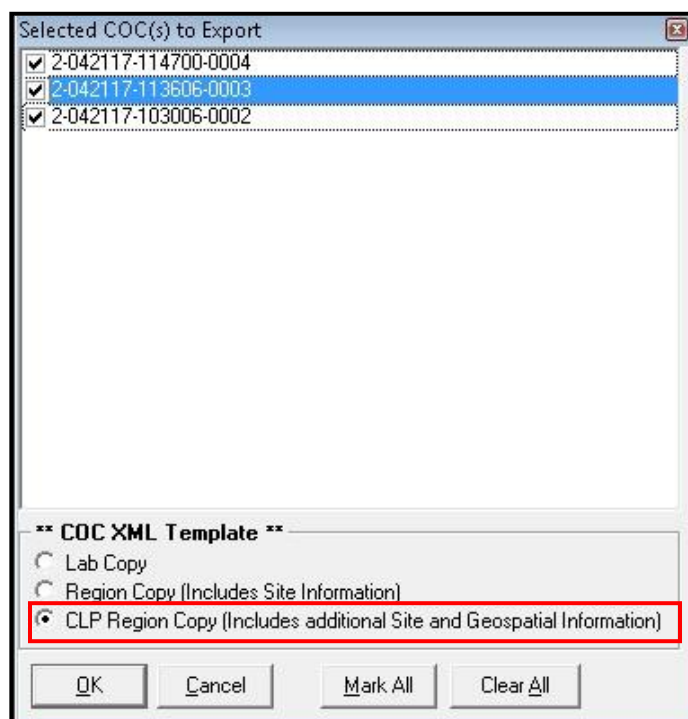 Selected COC(s) to Export
2-042117-114700-0004
2-042117-113606-0003
2-042117-103006-0002
** COC XML Template **
Lab Copy
Region Copy (Includes Site Information)
CLP Region Copy (Includes additional Site and Geospatial Information)
OK Cancel Mark All Clear All